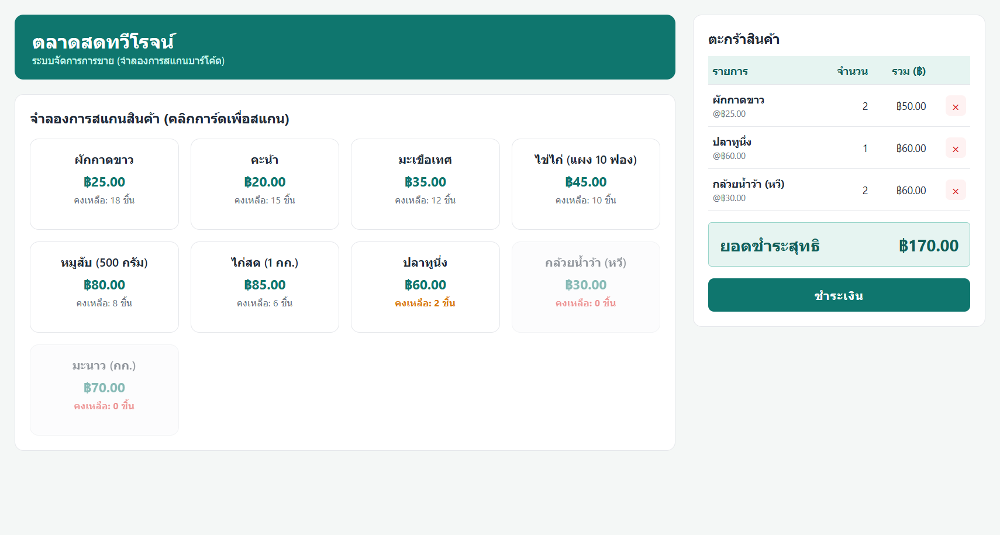 ตลาดสดทวีโรจน์
ระบบจัดการการขาย (จำลองการสแกนบาร์โค้ด)
จำลองการสแกนสินค้า (คลิกการ์ดเพื่อสแกน)
ผักกาดขาว
฿25.00
คงเหลือ: 18 ชิ้น
คะน้า
฿20.00
คงเหลือ: 15 ชิ้น
มะเขือเทศ
฿35.00
คงเหลือ: 12 ชิ้น
ไข่ไก่ (แผง 10 ฟอง)
฿45.00
คงเหลือ: 10 ชิ้น
หมูสับ (500 กรัม)
฿80.00
คงเหลือ: 8 ชิ้น
ไก่สด (1 กก.)
฿85.00
คงเหลือ: 6 ชิ้น
ปลาทูนึ่ง
฿60.00
คงเหลือ: 2 ชิ้น
กล้วยน้ำว้า (หวี)
฿30.00
คงเหลือ: 0 ชิ้น
มะนาว (กก.)
฿70.00
คงเหลือ: 0 ชิ้น
ตะกร้าสินค้า
รายการ จำนวน รวม (฿)
ผักกาดขาว 2 ฿50.00 ×
@฿25.00
ปลาทูนึ่ง 1 ฿60.00 ×
@฿60.00
กล้วยน้ำว้า (หวี) 2 ฿60.00 ×
@฿30.00
ยอดชำระสุทธิ ฿170.00
ชำระเงิน